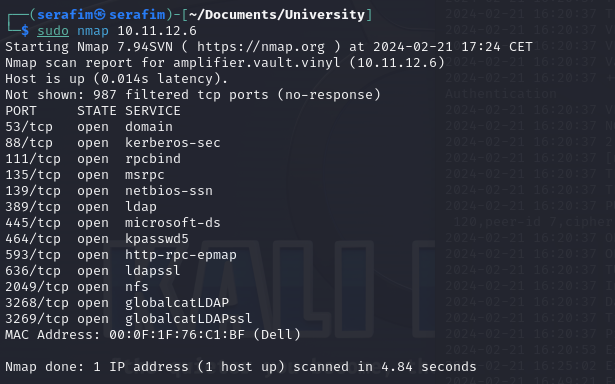 ┌──(serafim㉿serafim)-[~/Documents/University]
└─$ sudo nmap 10.11.12.6
Starting Nmap 7.94SVN ( https://nmap.org ) at 2024-02-21 17:24 CET
Nmap scan report for amplifier.vault.vinyl (10.11.12.6)
Host is up (0.014s latency).
Not shown: 987 filtered tcp ports (no-response)
PORT     STATE SERVICE
53/tcp   open  domain
88/tcp   open  kerberos-sec
111/tcp  open  rpcbind
135/tcp  open  msrpc
139/tcp  open  netbios-ssn
389/tcp  open  ldap
445/tcp  open  microsoft-ds
464/tcp  open  kpasswd5
593/tcp  open  http-rpc-epmap
636/tcp  open  ldapssl
2049/tcp open  nfs
3268/tcp open  globalcatLDAP
3269/tcp open  globalcatLDAPssl
MAC Address: 00:0F:1F:76:C1:BF (Dell)
Nmap done: 1 IP address (1 host up) scanned in 4.84 seconds